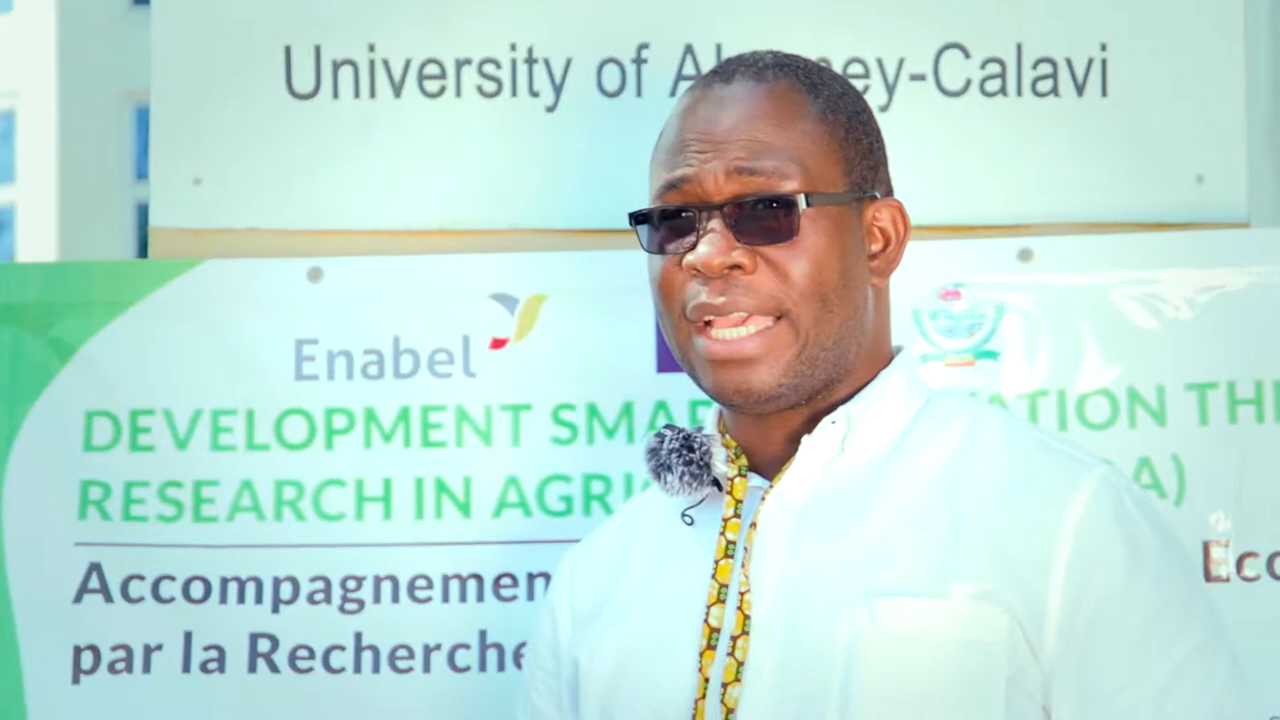 University of A ey-Calavi
Enabel
DEVELOPMENT SMA ATION TH
RESEARCH IN AGRI A)
Accompagnemen Eco
par la Recherche